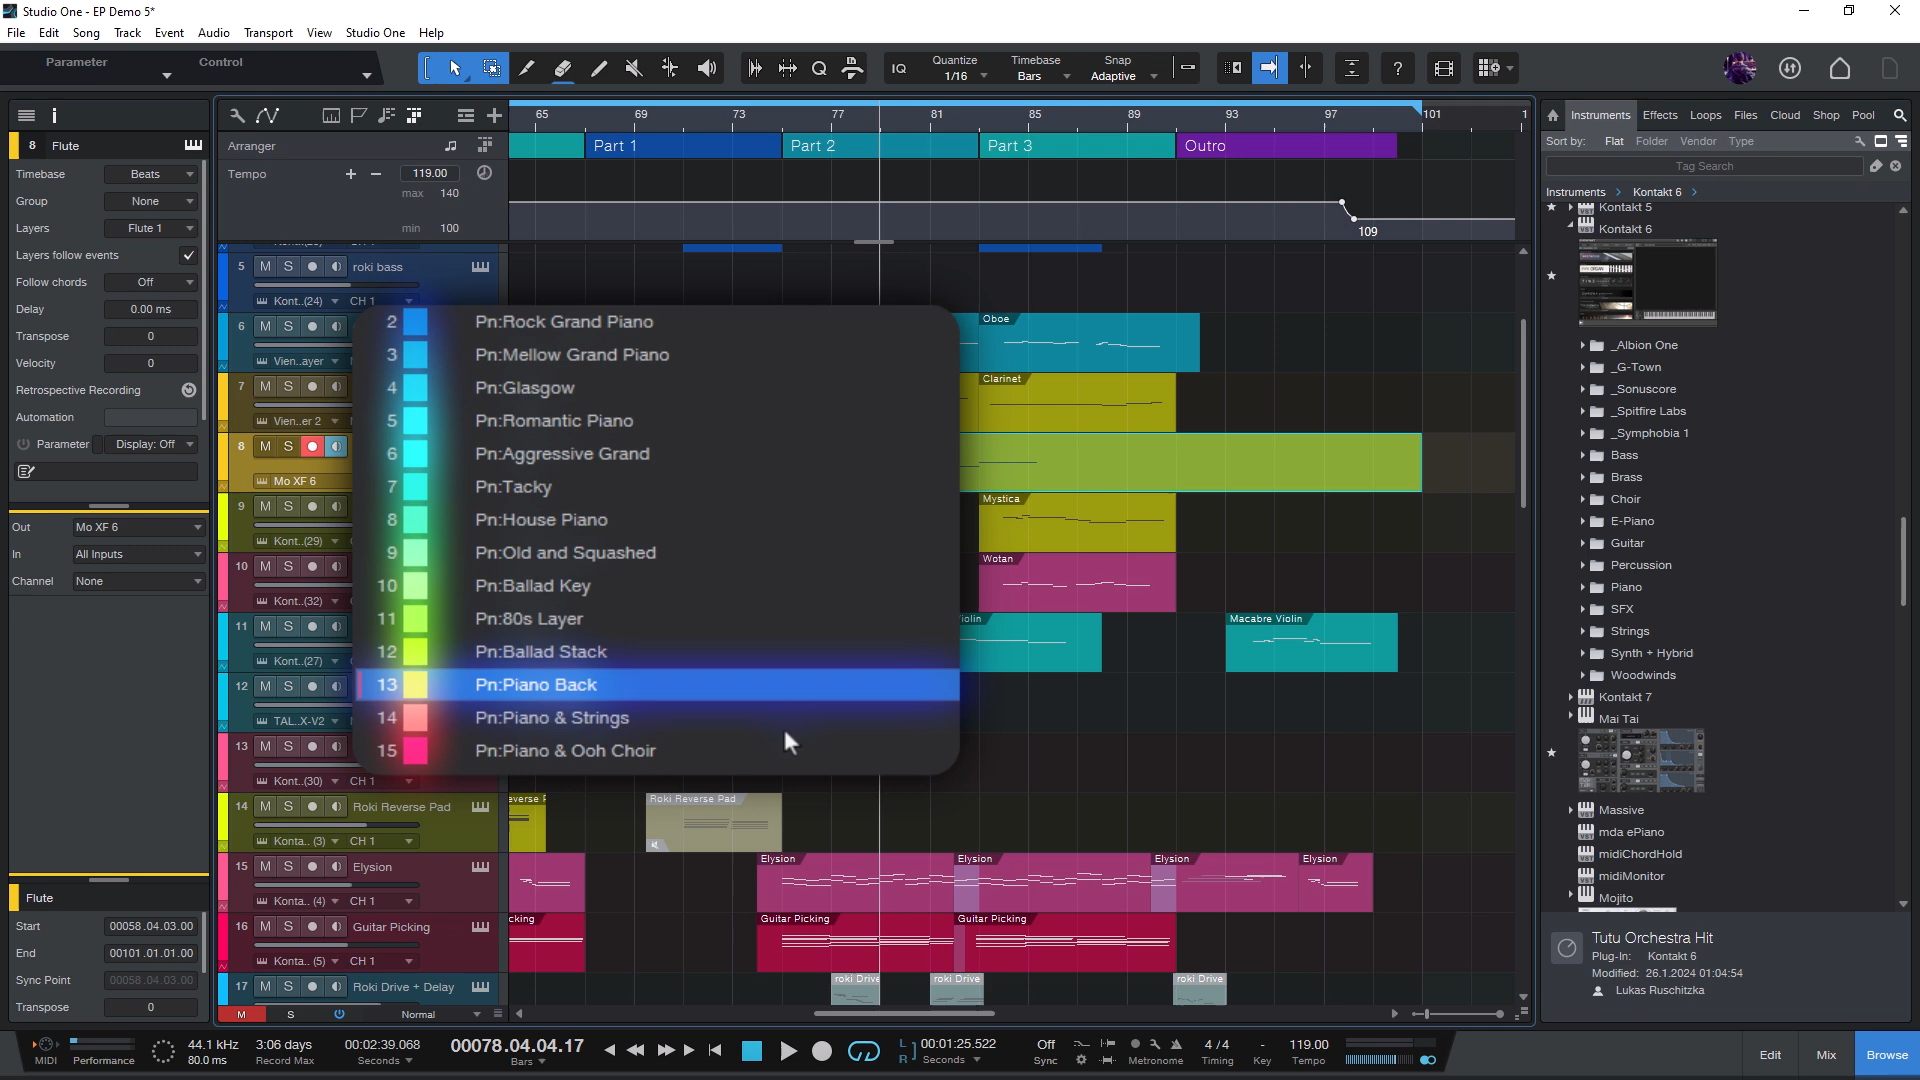 Studio One - EP Demo 5*
File Edit Song Track Event Audio Transport View Studio One Help
Parameter Control
IQ Quantize 1/16 Timebase Bars Snap Adaptive ?
8 Flute
Timebase Beats
Group None
Layers Flute 1
Layers follow events
Follow chords Off
Delay 0.00 ms
Transpose 0
Velocity 0
Retrospective Recording
Automation
Parameter Display: Off
Out Mo XF 6
In All Inputs
Channel None
Flute
Start 00058.04.03.00
End 00101.01.01.00
Sync Point 00058.04.03.00
Transpose 0
65 69 73 77 81 85 89 93 97 101 1
Arranger
Part 1 Part 2 Part 3 Outro
Tempo + − 119.00
max 140
min 100
109
5 M S roki bass
Kont..(24) CH 1
6 M S
Vien..ayer
7 M S
Vien..er 2
8 M S
Mo XF 6
9 M S
Kont..(29)
10 M S
Kont..(32)
11 M S
Kont..(27)
12 M S
TAL..X-V2
13 M S
Kont..(30) CH 1
14 M S Roki Reverse Pad
Konta.. (3) CH 1
15 M S Elysion
Konta.. (4) CH 1
16 M S Guitar Picking
Konta.. (5) CH 1
17 M S Roki Drive + Delay
M S Normal
2 Pn:Rock Grand Piano
3 Pn:Mellow Grand Piano
4 Pn:Glasgow
5 Pn:Romantic Piano
6 Pn:Aggressive Grand
7 Pn:Tacky
8 Pn:House Piano
9 Pn:Old and Squashed
10 Pn:Ballad Key
11 Pn:80s Layer
12 Pn:Ballad Stack
13 Pn:Piano Back
14 Pn:Piano & Strings
15 Pn:Piano & Ooh Choir
Oboe
Clarinet
Mystica
Wotan
iolin Macabre Violin
everse F Roki Reverse Pad
Elysion Elysion Elysion Elysion
cking Guitar Picking Guitar Picking
roki Drive roki Drive roki Drive
Instruments Effects Loops Files Cloud Shop Pool
Sort by: Flat Folder Vendor Type
Tag Search
Instruments Kontakt 6
Kontakt 5
Kontakt 6
_Albion One
_G-Town
_Sonuscore
_Spitfire Labs
_Symphobia 1
Bass
Brass
Choir
E-Piano
Guitar
Percussion
Piano
SFX
Strings
Synth + Hybrid
Woodwinds
Kontakt 7
Mai Tai
Massive
mda ePiano
midiChordHold
midiMonitor
Mojito
Tutu Orchestra Hit
Plug-In: Kontakt 6
Modified: 26.1.2024 01:04:54
Lukas Ruschitzka
MIDI Performance
44.1 kHz
80.0 ms
3:06 days
Record Max
00:02:39.068
Seconds
00078.04.04.17
Bars
L 00:01:25.522
R Seconds
Off
Sync
Metronome
4 / 4
Timing
-
Key
119.00
Tempo
Edit Mix Browse